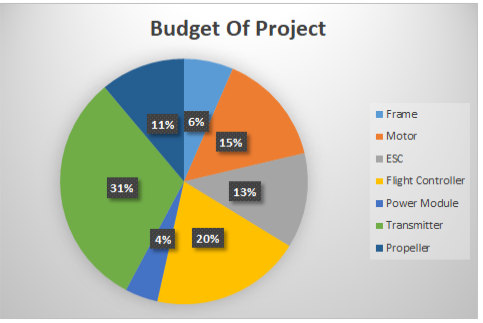 Budget Of Project
6%
15%
13%
20%
4%
31%
11%
Frame
Motor
ESC
Flight Controller
Power Module
Transmitter
Propeller